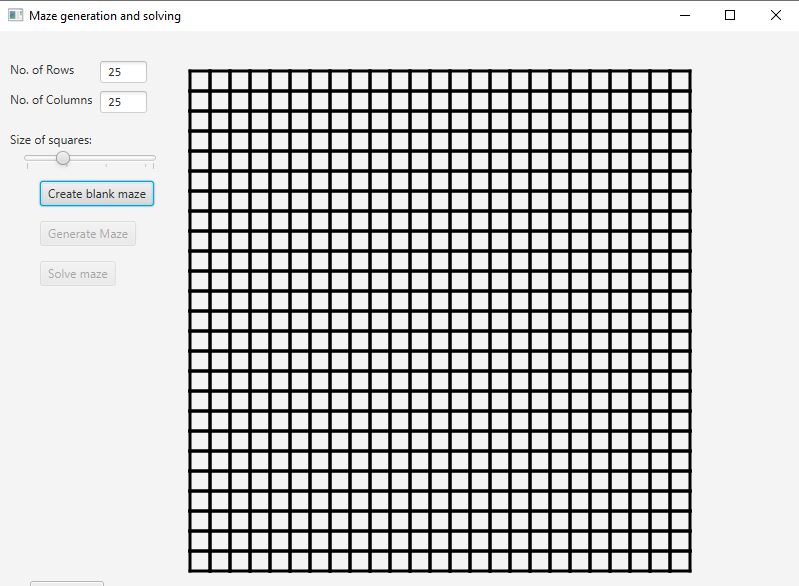 Maze generation and solving
No. of Rows 25
No. of Columns 25
Size of squares:
Create blank maze
Generate Maze
Solve maze